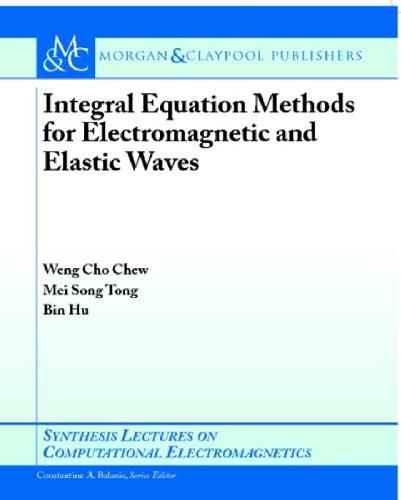 M&C MORGAN&CLAYPOOL PUBLISHERS
Integral Equation Methods
for Electromagnetic and
Elastic Waves
Weng Cho Chew
Mei Song Tong
Bin Hu
SYNTHESIS LECTURES ON
COMPUTATIONAL ELECTROMAGNETICS
Constantine A. Balanis, Series Editor